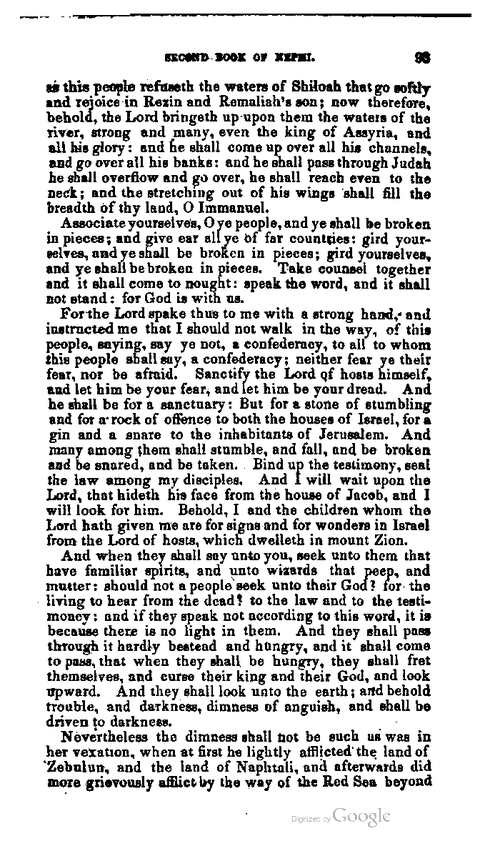 SECOND BOOK OF NEPHI. 93
as this people refuseth the waters of Shiloah that go softly
and rejoice in Rezin and Remaliah's son; now therefore,
behold, the Lord bringeth up upon them the waters of the
river, strong and many, even the king of Assyria, and
all his glory: and he shall come up over all his channels,
and go over all his banks: and he shall pass through Judah
he shall overflow and go over, he shall reach even to the
neck; and the stretching out of his wings shall fill the
breadth of thy land, O Immanuel.
Associate yourselves, O ye people, and ye shall be broken
in pieces; and give ear all ye of far countries: gird your-
selves, and ye shall be broken in pieces; gird yourselves,
and ye shall be broken in pieces. Take counsel together
and it shall come to nought: speak the word, and it shall
not stand: for God is with us.
For the Lord spake thus to me with a strong hand, and
instructed me that I should not walk in the way, of this
people, saying, say ye not, a confederacy, to all to whom
this people shall say, a confederacy; neither fear ye their
fear, nor be afraid. Sanctify the Lord of hosts himself,
and let him be your fear, and let him be your dread. And
he shall be for a sanctuary: But for a stone of stumbling
and for a rock of offence to both the houses of Israel, for a
gin and a snare to the inhabitants of Jerusalem. And
many among them shall stumble, and fall, and be broken
and be snared, and be taken. Bind up the testimony, seal
the law among my disciples. And I will wait upon the
Lord, that hideth his face from the house of Jacob, and I
will look for him. Behold, I and the children whom the
Lord hath given me are for signs and for wonders in Israel
from the Lord of hosts, which dwelleth in mount Zion.
And when they shall say unto you, seek unto them that
have familiar spirits, and unto wizards that peep, and
mutter: should not a people seek unto their God? for the
living to hear from the dead? to the law and to the testi-
mony: and if they speak not according to this word, it is
because there is no light in them. And they shall pass
through it hardly bestead and hungry, and it shall come
to pass, that when they shall be hungry, they shall fret
themselves, and curse their king and their God, and look
upward. And they shall look unto the earth; and behold
trouble, and darkness, dimness of anguish, and shall be
driven to darkness.
Nevertheless the dimness shall not be such as was in
her vexation, when at first he lightly afflicted the land of
Zebulun, and the land of Naphtali, and afterwards did
more grievously afflict by the way of the Red Sea beyond
Digitized by Google